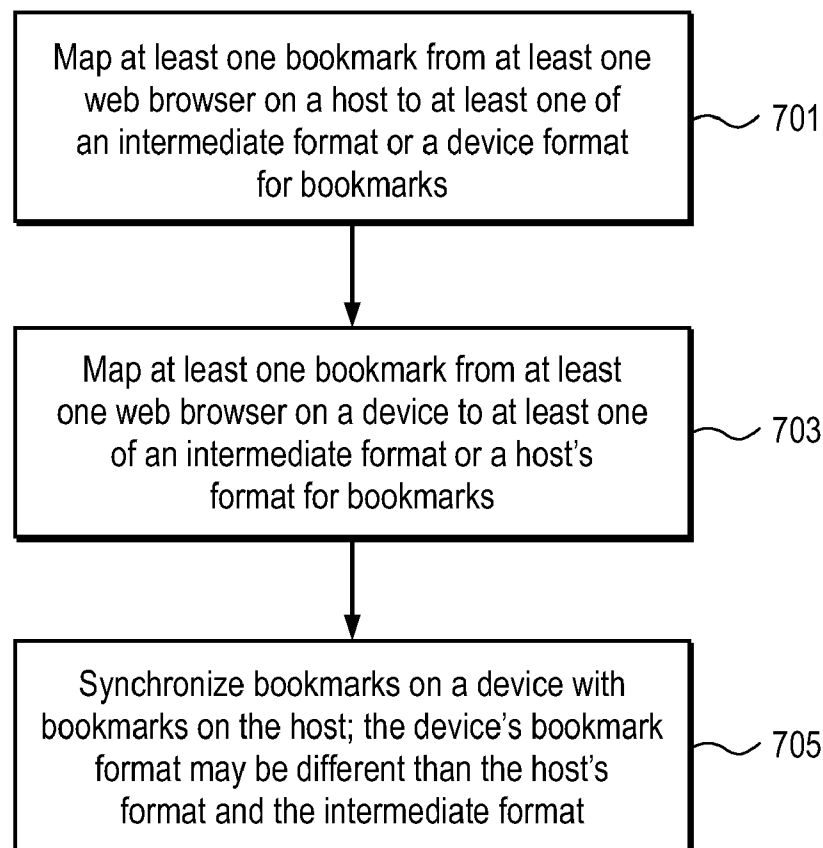 Map at least one bookmark from at least one
web browser on a host to at least one of
an intermediate format or a device format
for bookmarks
701
Map at least one bookmark from at least
one web browser on a device to at least one
of an intermediate format or a host's
format for bookmarks
703
Synchronize bookmarks on a device with
bookmarks on the host; the device's bookmark
format may be different than the host's
format and the intermediate format
705